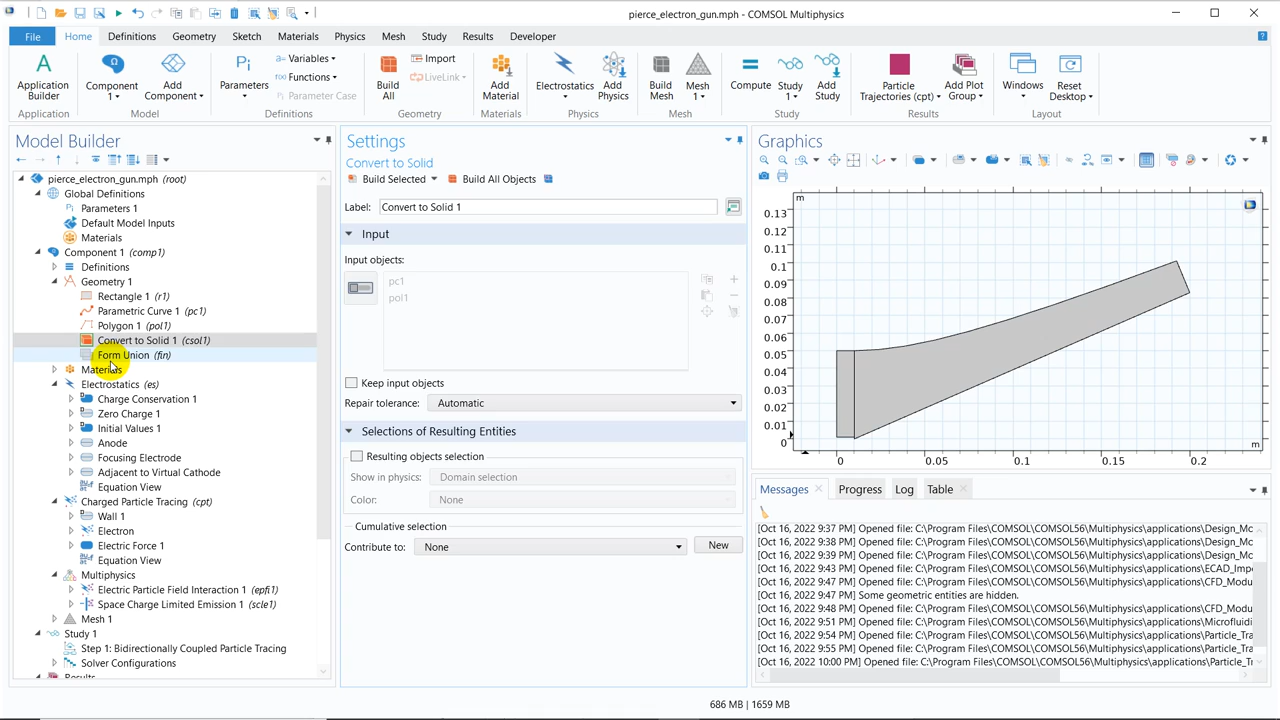 pierce_electron_gun.mph - COMSOL Multiphysics
File Home Definitions Geometry Sketch Materials Physics Mesh Study Results Developer
Application Builder
Component 1
Add Component
Pi Parameters
a= Variables
f(x) Functions
Pi Parameter Case
Build All
Import
LiveLink
Add Material
Electrostatics
Add Physics
Build Mesh
Mesh 1
Compute
Study 1
Add Study
Particle Trajectories (cpt)
Add Plot Group
Windows
Reset Desktop
Application Model Definitions Geometry Materials Physics Mesh Study Results Layout
Model Builder
pierce_electron_gun.mph (root)
Global Definitions
Pi Parameters 1
Default Model Inputs
Materials
Component 1 (comp1)
Definitions
Geometry 1
Rectangle 1 (r1)
Parametric Curve 1 (pc1)
Polygon 1 (pol1)
Convert to Solid 1 (csol1)
Form Union (fin)
Materials
Electrostatics (es)
Charge Conservation 1
Zero Charge 1
Initial Values 1
Anode
Focusing Electrode
Adjacent to Virtual Cathode
Equation View
Charged Particle Tracing (cpt)
Wall 1
Electron
Electric Force 1
Equation View
Multiphysics
Electric Particle Field Interaction 1 (epfi1)
Space Charge Limited Emission 1 (scle1)
Mesh 1
Study 1
Step 1: Bidirectionally Coupled Particle Tracing
Solver Configurations
Results
Settings
Convert to Solid
Build Selected Build All Objects
Label: Convert to Solid 1
Input
Input objects:
pc1
pol1
Keep input objects
Repair tolerance: Automatic
Selections of Resulting Entities
Resulting objects selection
Show in physics: Domain selection
Color: None
Cumulative selection
Contribute to: None New
Graphics
m
0.13
0.12
0.11
0.1
0.09
0.08
0.07
0.06
0.05
0.04
0.03
0.02
0.01
0
0 0.05 0.1 0.15 0.2
m
Messages Progress Log Table
[Oct 16, 2022 9:37 PM] Opened file: C:\Program Files\COMSOL\COMSOL56\Multiphysics\applications\Design_Mo
[Oct 16, 2022 9:38 PM] Opened file: C:\Program Files\COMSOL\COMSOL56\Multiphysics\applications\Design_Mc
[Oct 16, 2022 9:39 PM] Opened file: C:\Program Files\COMSOL\COMSOL56\Multiphysics\applications\Design_Mc
[Oct 16, 2022 9:43 PM] Opened file: C:\Program Files\COMSOL\COMSOL56\Multiphysics\applications\ECAD_Impo
[Oct 16, 2022 9:47 PM] Opened file: C:\Program Files\COMSOL\COMSOL56\Multiphysics\applications\CFD_Modul
[Oct 16, 2022 9:47 PM] Some geometric entities are hidden.
[Oct 16, 2022 9:48 PM] Opened file: C:\Program Files\COMSOL\COMSOL56\Multiphysics\applications\CFD_Modu
[Oct 16, 2022 9:51 PM] Opened file: C:\Program Files\COMSOL\COMSOL56\Multiphysics\applications\Microfluidi
[Oct 16, 2022 9:54 PM] Opened file: C:\Program Files\COMSOL\COMSOL56\Multiphysics\applications\Particle_Tra
[Oct 16, 2022 9:55 PM] Opened file: C:\Program Files\COMSOL\COMSOL56\Multiphysics\applications\Particle_Tra
[Oct 16, 2022 10:00 PM] Opened file: C:\Program Files\COMSOL\COMSOL56\Multiphysics\applications\Particle_Tr
686 MB | 1659 MB